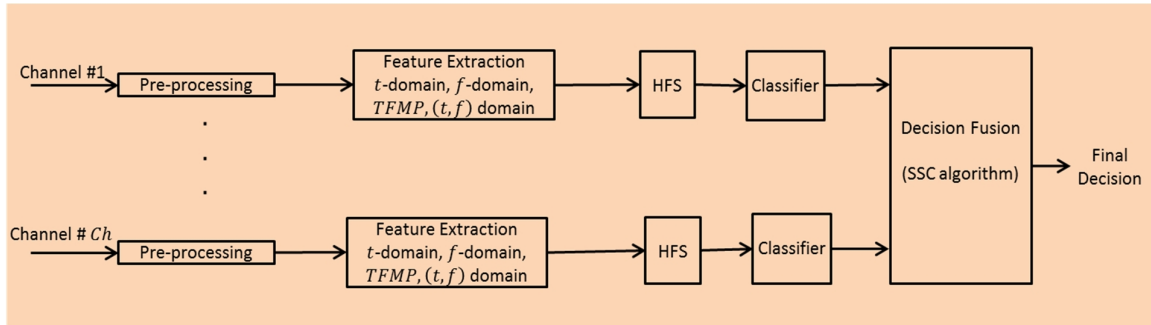 Channel #1
Pre-processing
Feature Extraction
t-domain, f-domain,
TFMP, (t, f) domain
HFS
Classifier
Decision Fusion
(SSC algorithm)
Final
Decision
.
.
.
Channel # Ch
Pre-processing
Feature Extraction
t-domain, f-domain,
TFMP, (t, f) domain
HFS
Classifier